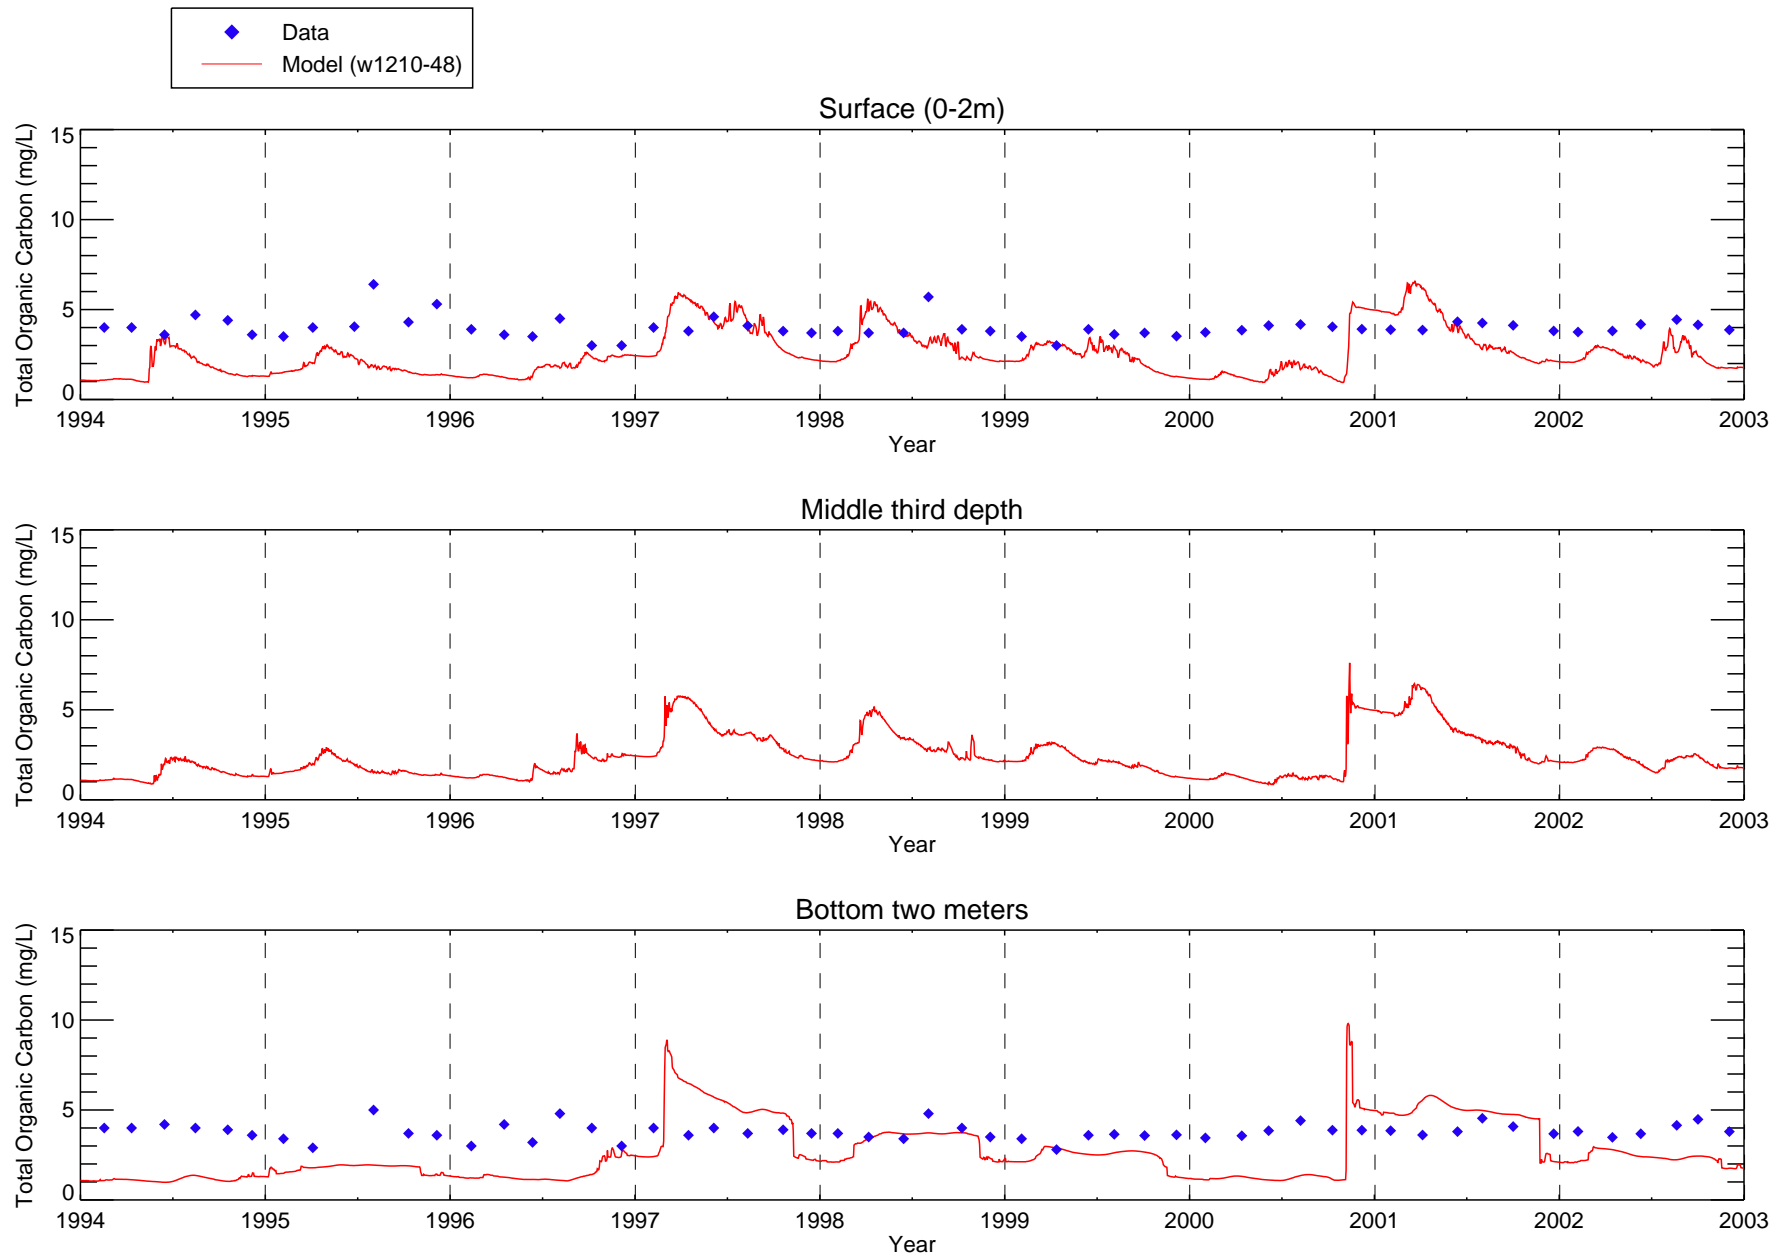 Data
Model (w1210-48)
Surface (0-2m)
Total Organic Carbon (mg/L)
15
10
5
0
1994 1995 1996 1997 1998 1999 2000 2001 2002 2003
Year
Middle third depth
Total Organic Carbon (mg/L)
15
10
5
0
1994 1995 1996 1997 1998 1999 2000 2001 2002 2003
Year
Bottom two meters
Total Organic Carbon (mg/L)
15
10
5
0
1994 1995 1996 1997 1998 1999 2000 2001 2002 2003
Year